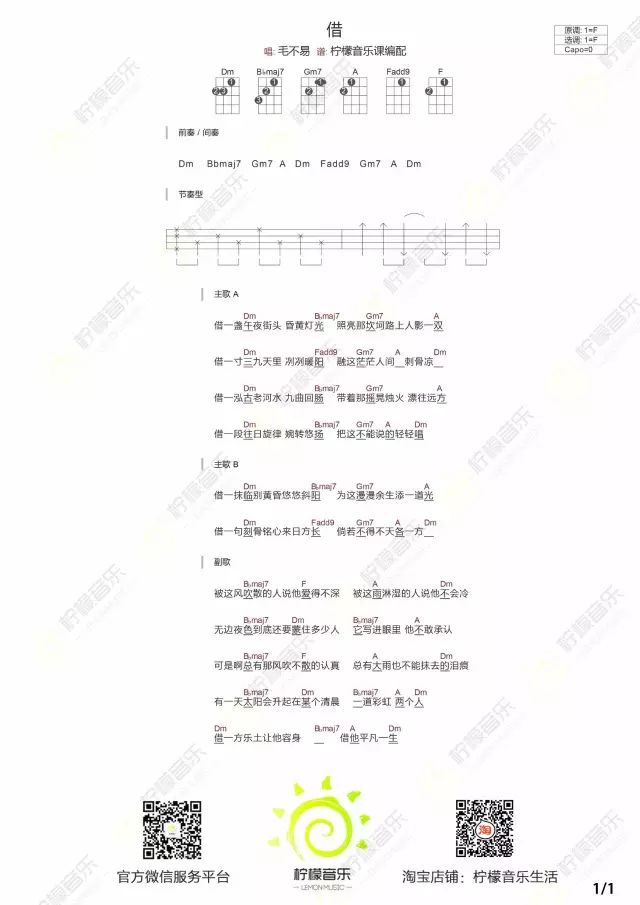 借
唱: 毛不易 谱: 柠檬音乐课编配
原调: 1=F
选调: 1=F
Capo=0
Dm B♭maj7 Gm7 A Fadd9 F
前奏 / 间奏
Dm Bbmaj7 Gm7 A Dm Fadd9 Gm7 A Dm
节奏型
主歌 A
Dm B♭maj7 Gm7 A
借一盏午夜街头 昏黄灯光 照亮那坎坷路上人影一双
Dm Fadd9 Gm7 A Dm
借一寸三九天里 冽冽暖阳 融这茫茫人间 刺骨凉
Dm B♭maj7 Gm7 A
借一泓古老河水 九曲回肠 带着那摇晃烛火 漂往远方
Dm B♭maj7 Gm7 A Dm
借一段往日旋律 婉转悠扬 把这不能说的轻轻唱
主歌 B
Dm B♭maj7 Gm7 A
借一抹临别黄昏悠悠斜阳 为这漫漫余生添一道光
Dm Fadd9 Gm7 A Dm
借一句刻骨铭心来日方长 倘若不得不天各一方
副歌
B♭maj7 F A Dm
被这风吹散的人说他爱得不深 被这雨淋湿的人说他不会冷
B♭maj7 Dm B♭maj7 A
无边夜色到底还要蒙住多少人 它写进眼里 他不敢承认
B♭maj7 F A Dm
可是啊总有那风吹不散的认真 总有大雨也不能抹去的泪痕
B♭maj7 Dm B♭maj7 A Dm
有一天太阳会升起在某个清晨 一道彩虹 两个人
Dm B♭maj7 A Dm
借一方乐土让他容身 借他平凡一生
官方微信服务平台
柠檬音乐
LEMON MUSIC
淘
淘宝店铺：柠檬音乐生活
1/1